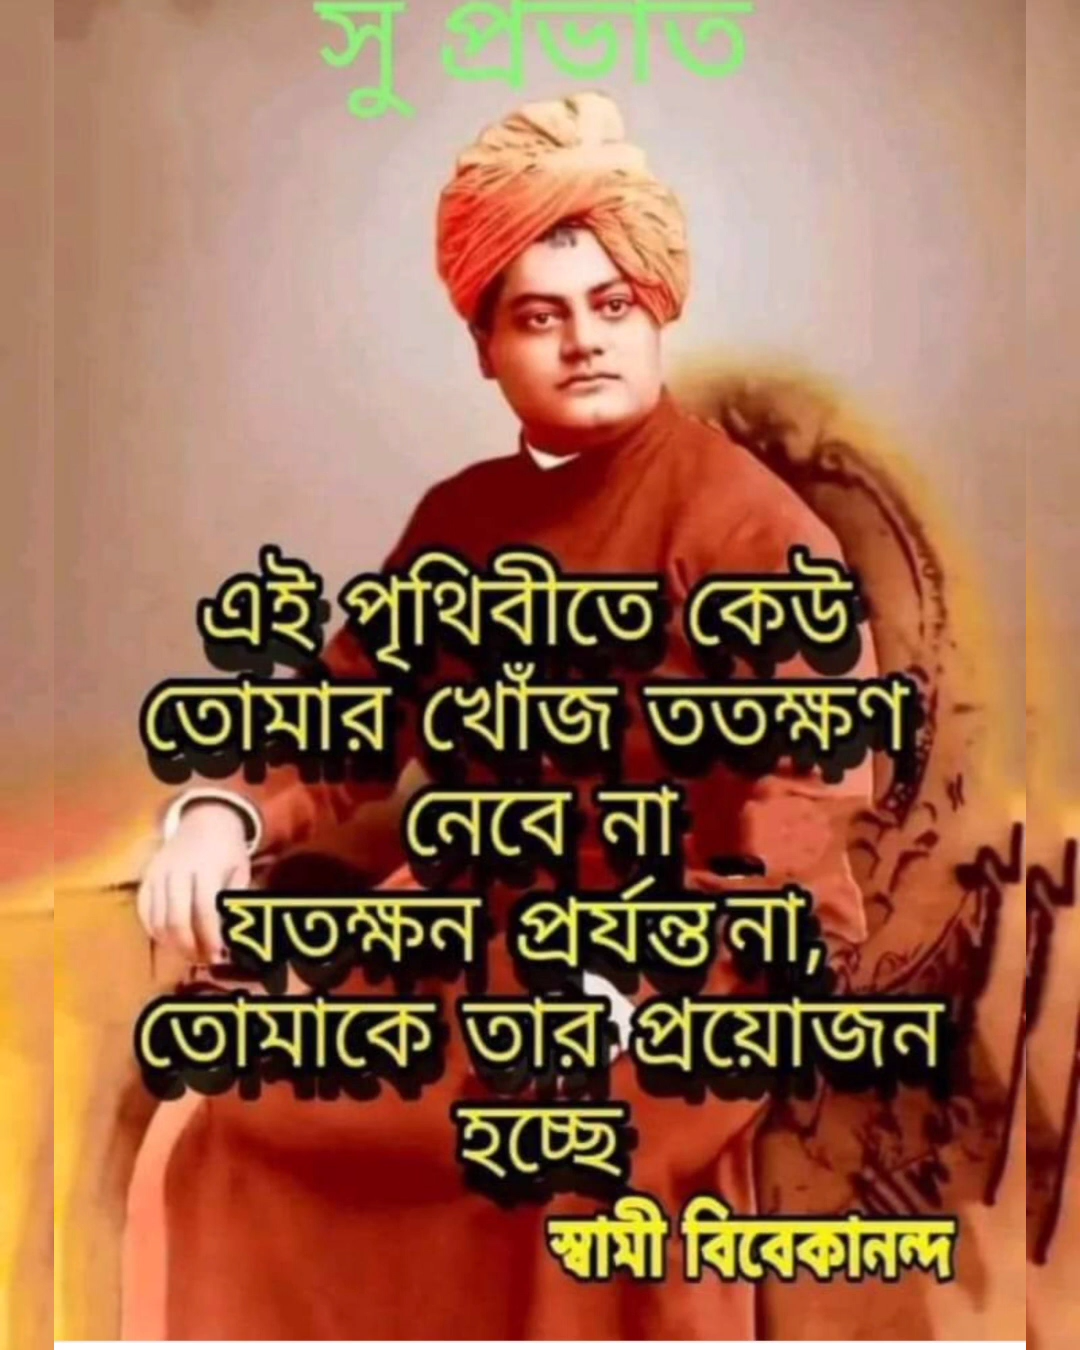 সু প্রভাত
এই পৃথিবীতে কেউ
তোমার খোঁজ ততক্ষণ
নেবে না
যতক্ষন প্রর্যন্ত না,
তোমাকে তার প্রয়োজন
হচ্ছে
স্বামী বিবেকানন্দ